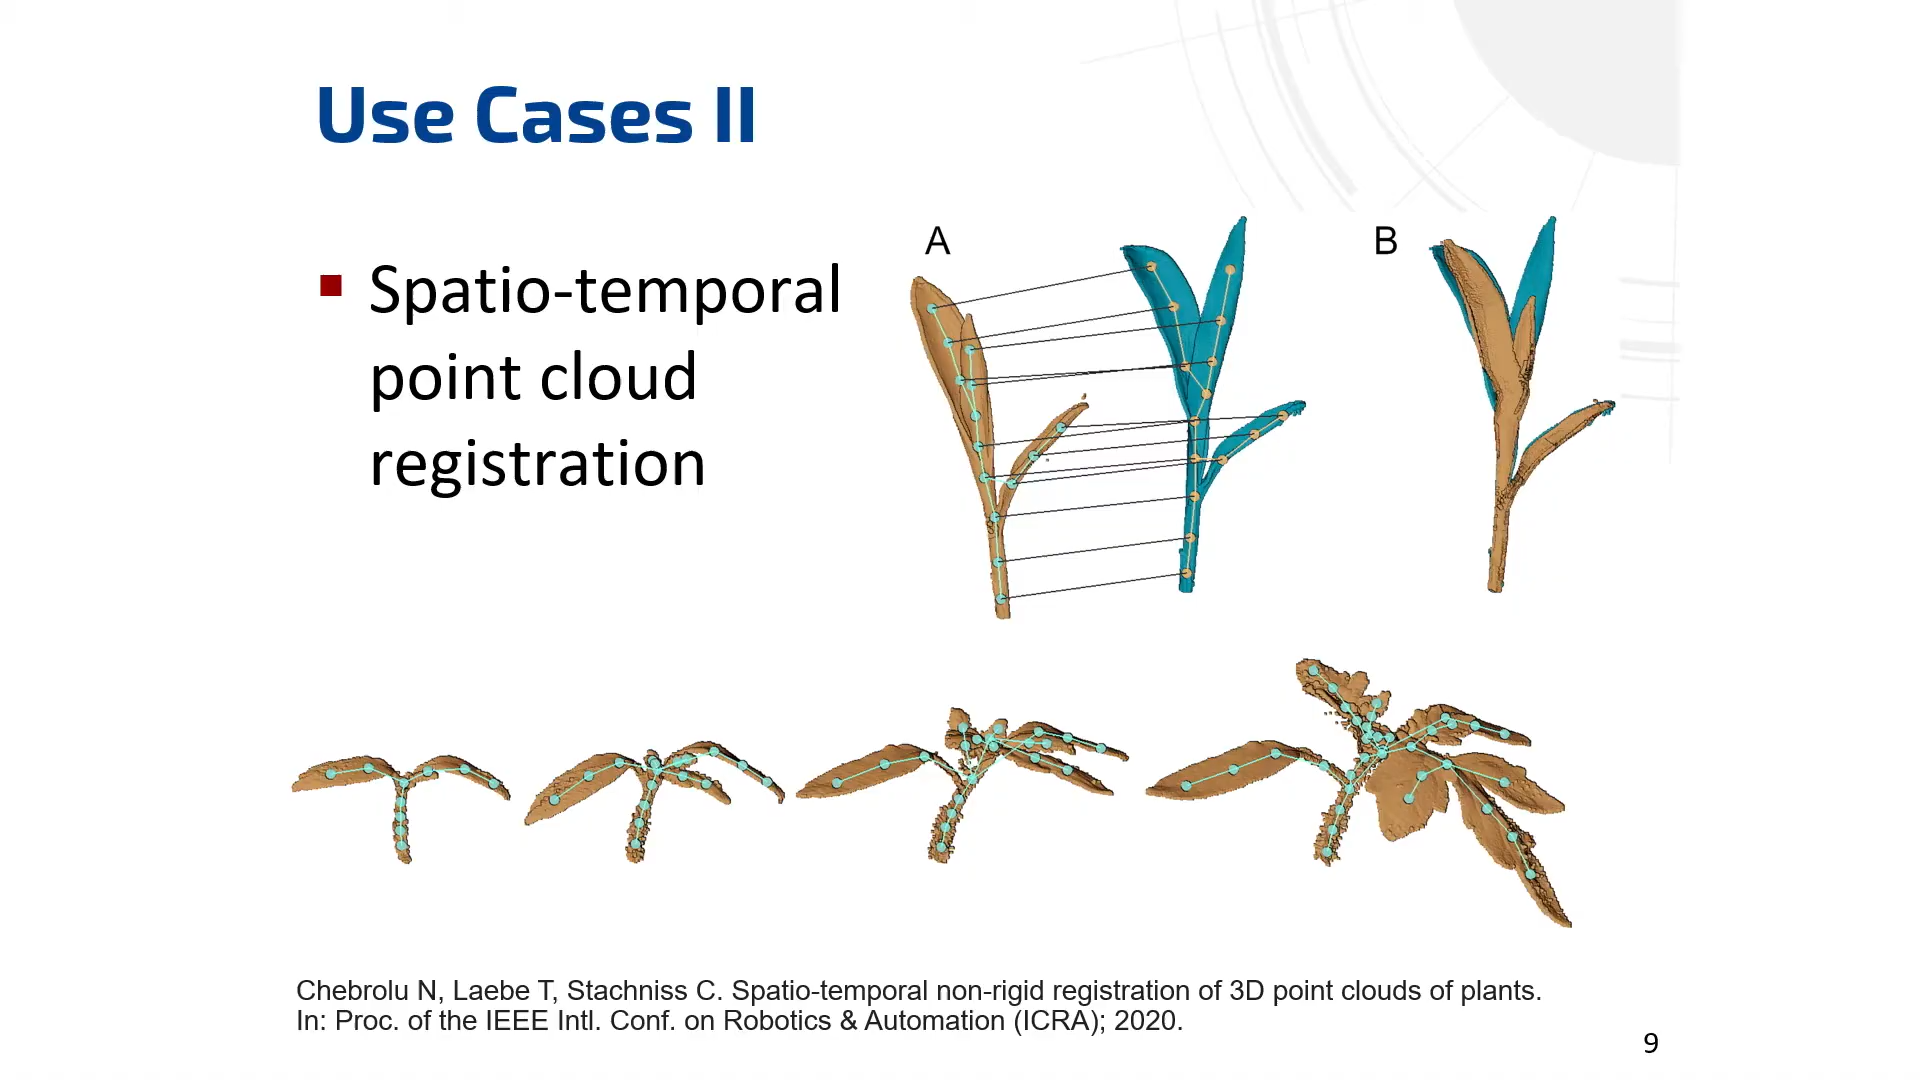 Use Cases II
Spatio-temporal
point cloud
registration
A
B
Chebrolu N, Laebe T, Stachniss C. Spatio-temporal non-rigid registration of 3D point clouds of plants.
In: Proc. of the IEEE Intl. Conf. on Robotics & Automation (ICRA); 2020.
9